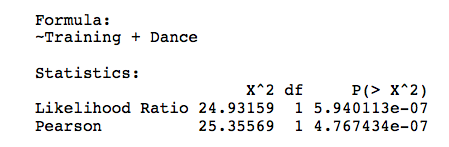 Formula:
~Training + Dance
Statistics:
X^2 df P(> X^2)
Likelihood Ratio 24.93159 1 5.940113e-07
Pearson 25.35569 1 4.767434e-07